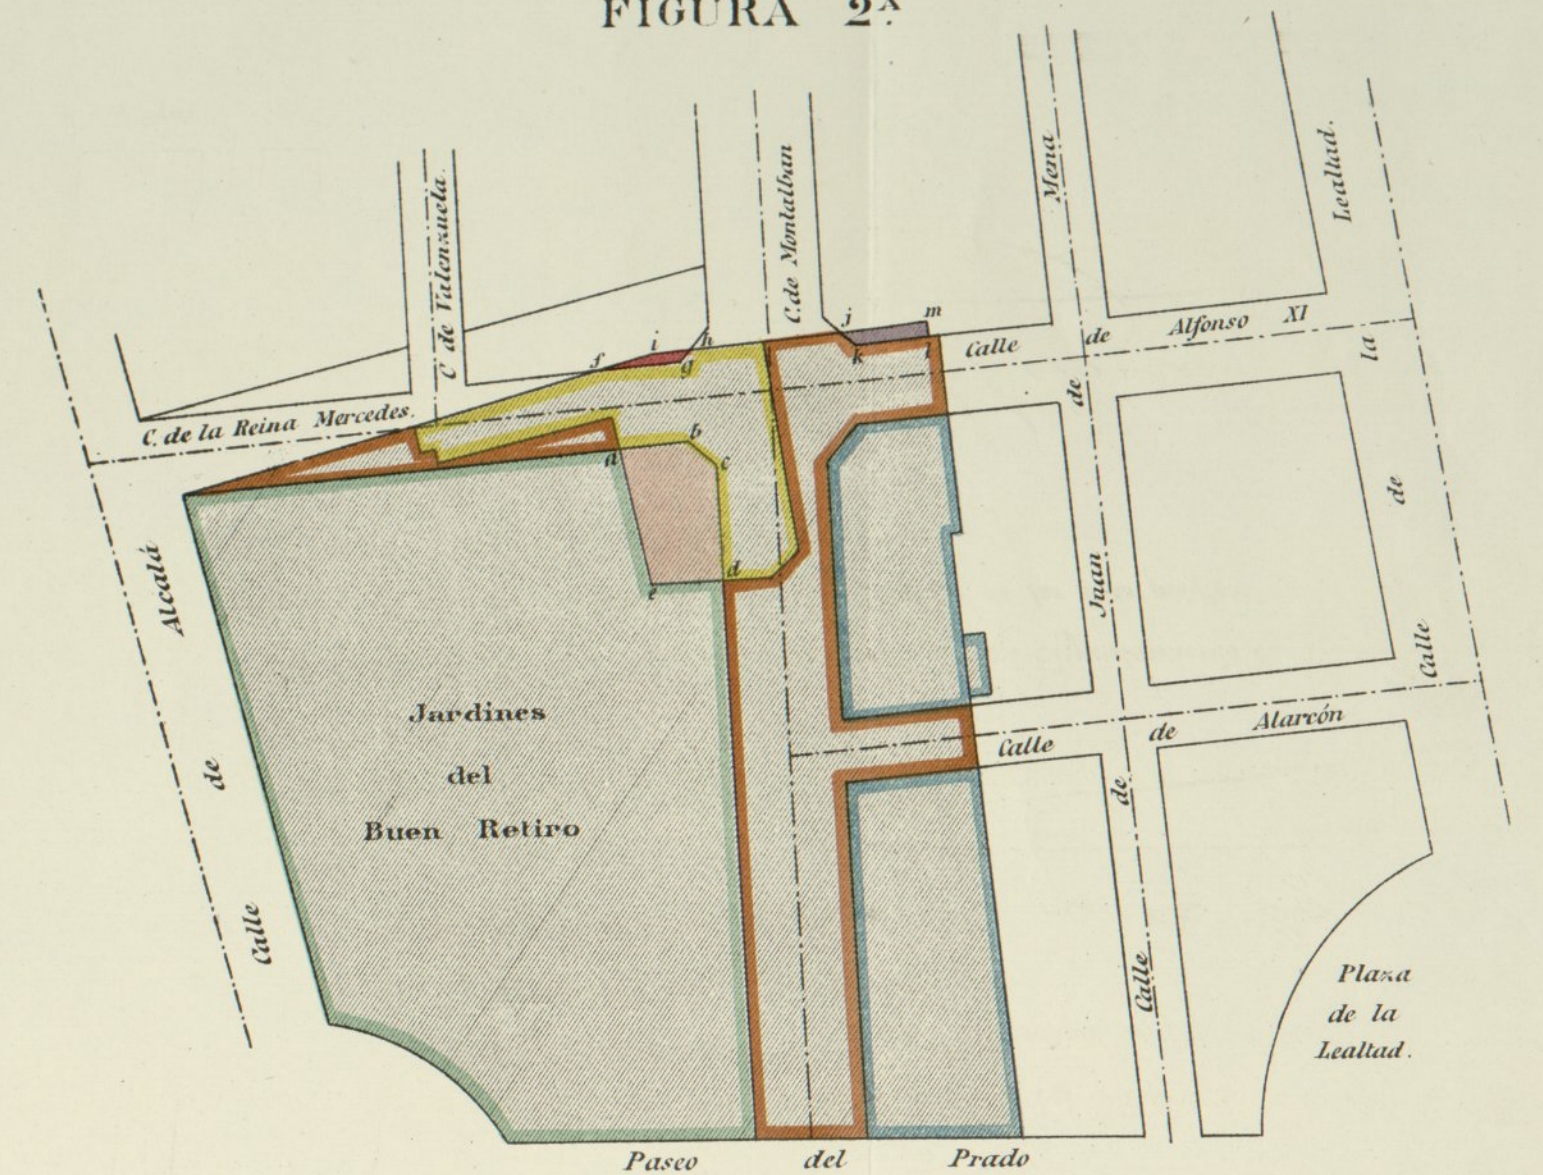 FIGURA 2ª
C. de Valenzuela.
C. de Montalban
Mena
Lealtad.
f
i
g
h
j
k
l
m
Calle de Alfonso XI
C. de la Reina Mercedes.
a
b
c
d
e
la
de
Calle
de
Juan
de
Calle
Alcalá
de
Calle
Jardines
del
Buen Retiro
Calle de Alarcón
Plaza
de la
Lealtad.
Paseo del Prado